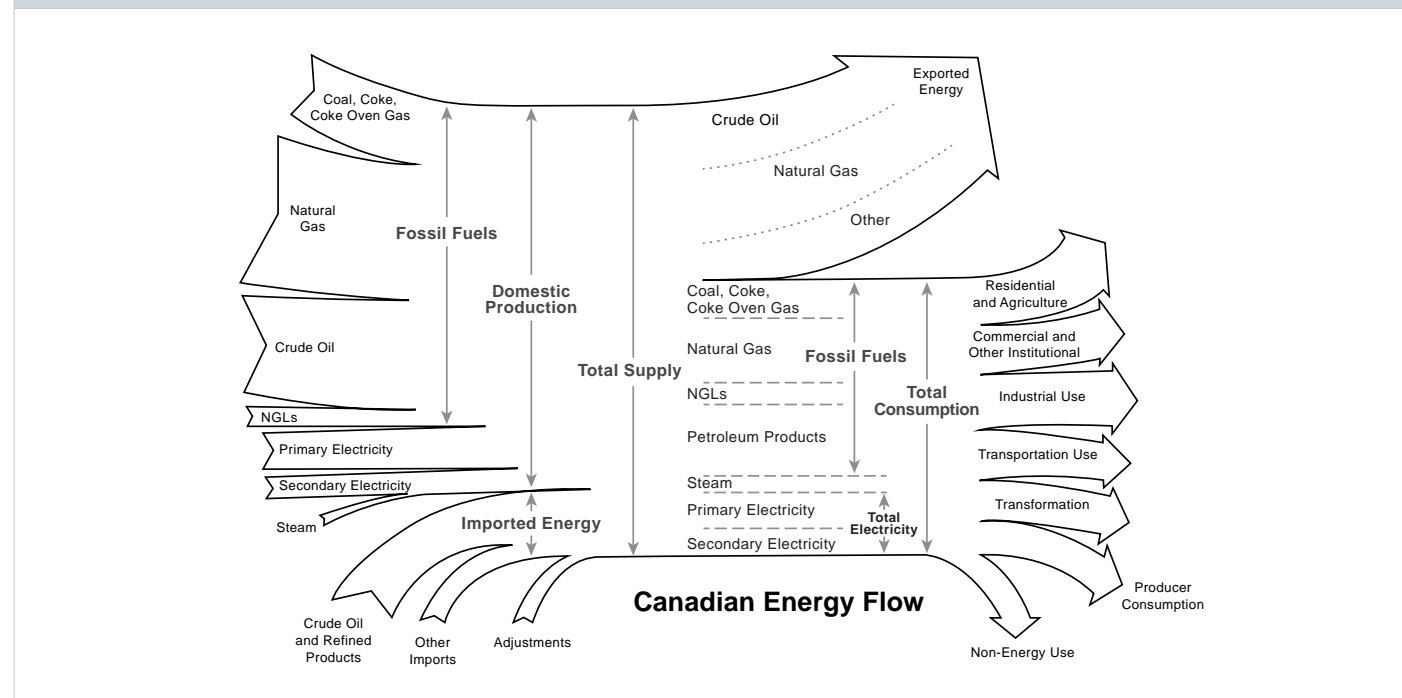 Coal, Coke,
Coke Oven Gas
Natural
Gas
Crude Oil
NGLs
Primary Electricity
Secondary Electricity
Steam
Crude Oil
and Refined
Products
Other
Imports
Adjustments
Fossil Fuels
Domestic
Production
Imported Energy
Total Supply
Exported
Energy
Crude Oil
Natural Gas
Other
Coal, Coke,
Coke Oven Gas
Natural Gas
NGLs
Petroleum Products
Steam
Primary Electricity
Secondary Electricity
Fossil Fuels
Total
Electricity
Total
Consumption
Residential
and Agriculture
Commercial and
Other Institutional
Industrial Use
Transportation Use
Transformation
Producer
Consumption
Non-Energy Use
Canadian Energy Flow